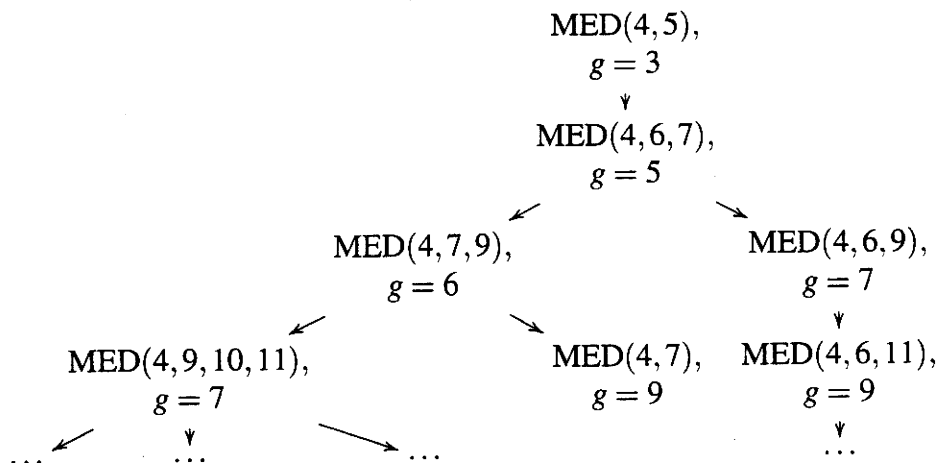 MED(4,5),
g = 3
MED(4,6,7),
g = 5
MED(4,7,9),
g = 6
MED(4,6,9),
g = 7
MED(4,9,10,11),
g = 7
MED(4,7),
g = 9
MED(4,6,11),
g = 9
... ... ... ...